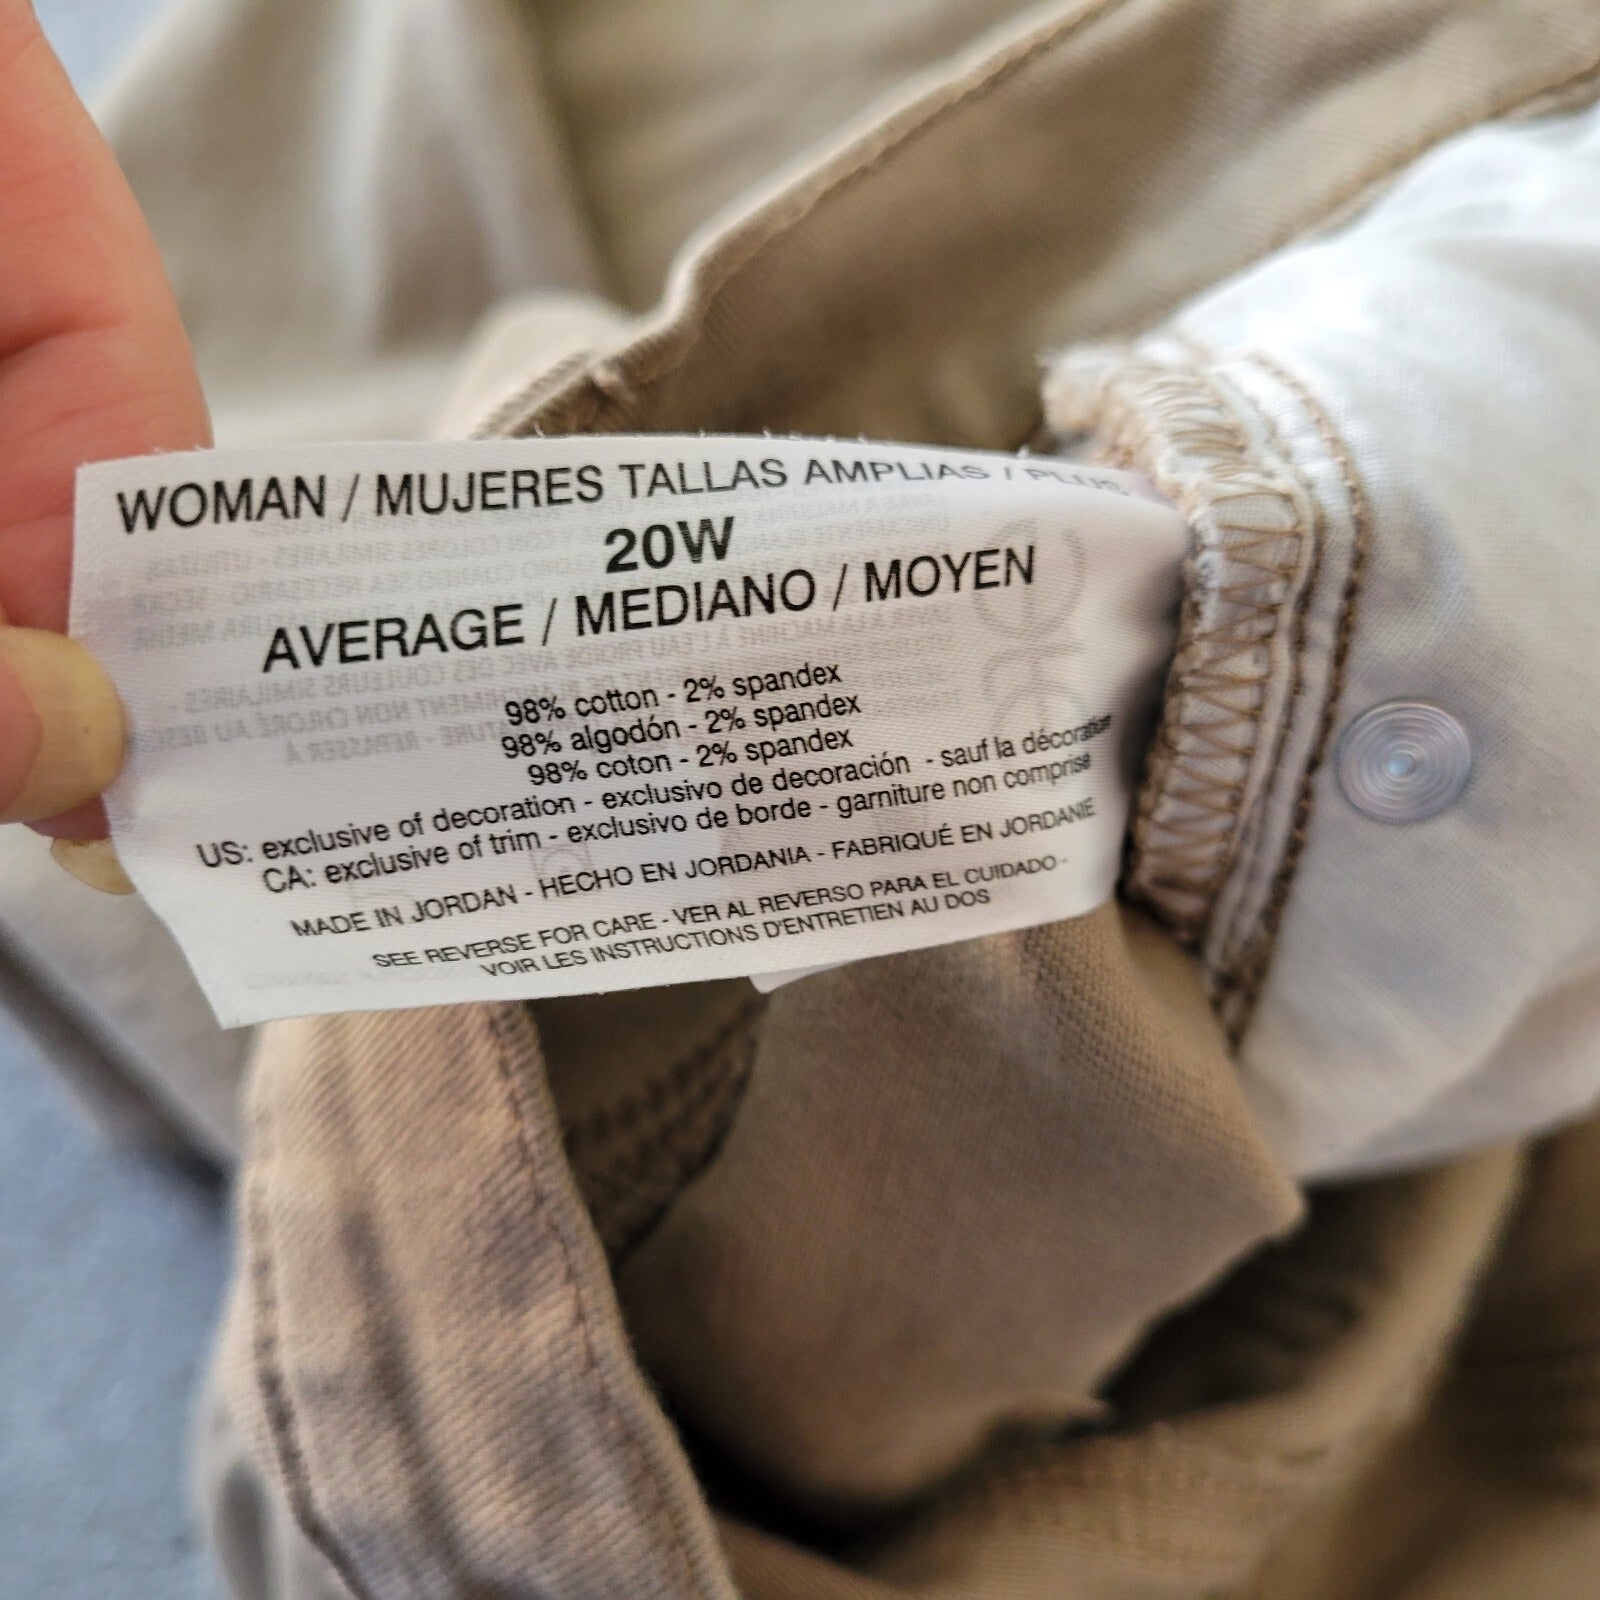 WOMAN / MUJERES TALLAS AMPLIAS / PLUS
20W
AVERAGE / MEDIANO / MOYEN
98% cotton - 2% spandex
98% algodón - 2% spandex
98% coton - 2% spandex
US: exclusive of decoration - exclusivo de decoración - sauf la décoration
CA: exclusive of trim - exclusivo de borde - garniture non comprise
MADE IN JORDAN - HECHO EN JORDANIA - FABRIQUÉ EN JORDANIE
SEE REVERSE FOR CARE - VER AL REVERSO PARA EL CUIDADO -
VOIR LES INSTRUCTIONS D'ENTRETIEN AU DOS